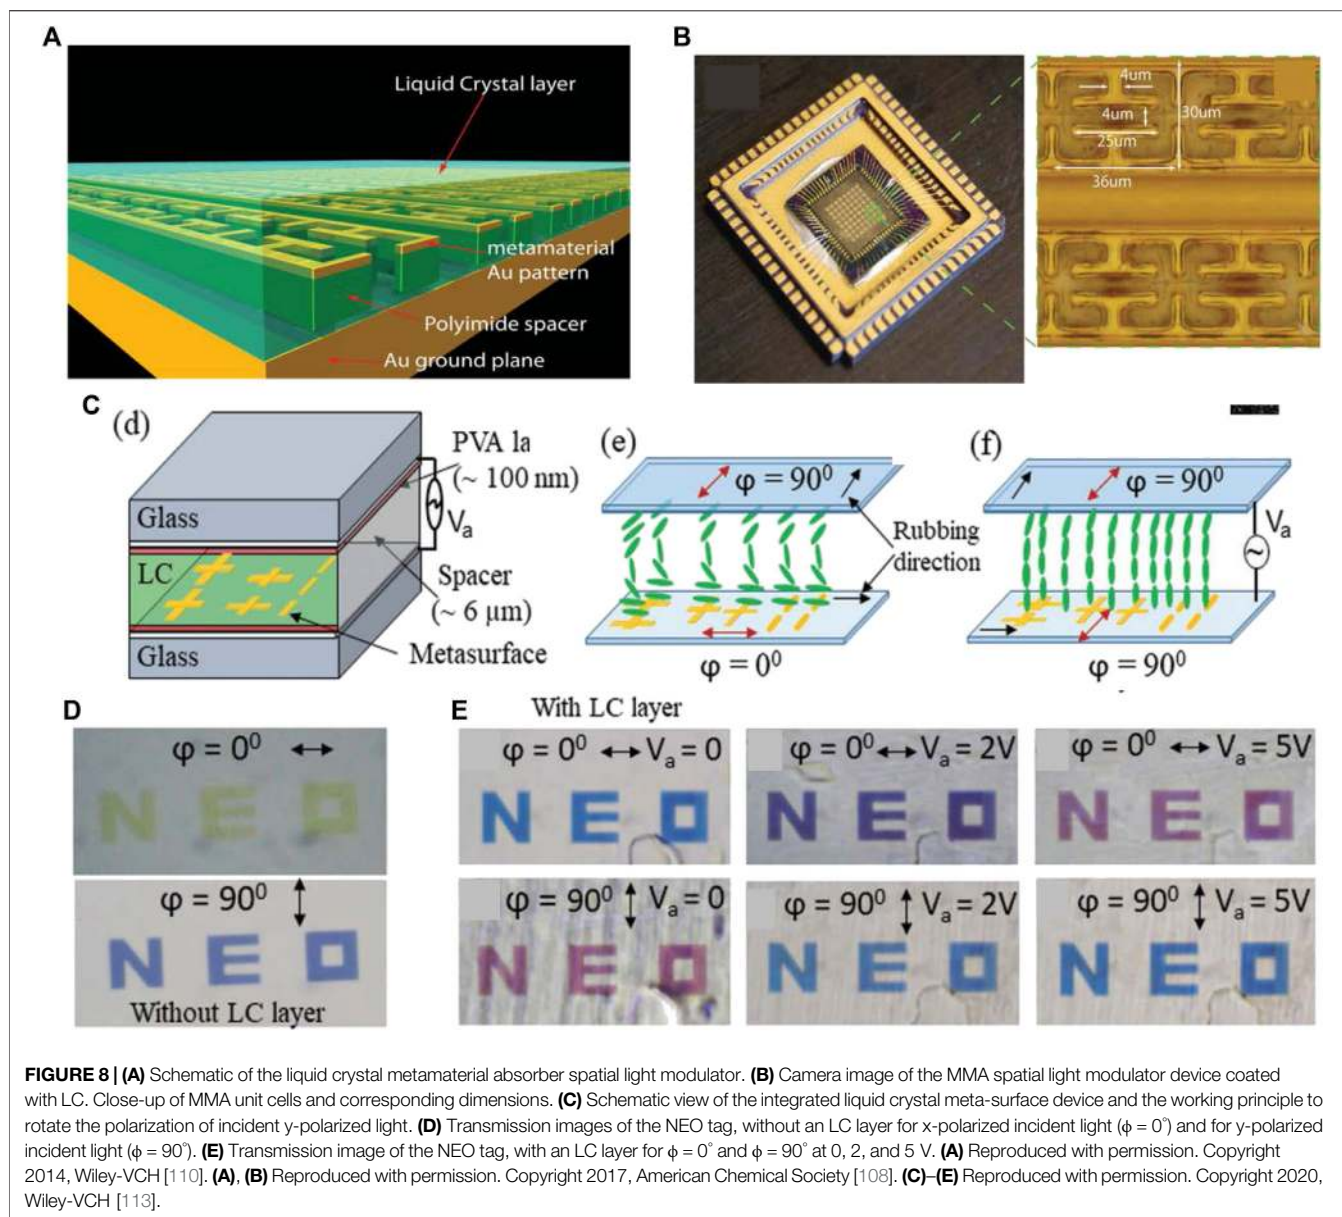 A
Liquid Crystal layer
metamaterial
Au pattern
Polyimide spacer
Au ground plane
B
4um
4um
30um
25um
36um
C
(d)
PVA la
(~ 100 nm)
Glass
Va
LC
Spacer
(~ 6 μm)
Glass
Metasurface
(e)
φ = 90⁰
Rubbing
direction
φ = 0⁰
(f)
φ = 90⁰
Va
φ = 90⁰
D
φ = 0⁰
N E O
φ = 90⁰
N E O
Without LC layer
E
With LC layer
φ = 0⁰ ↔ Va = 0
N E O
φ = 0⁰ ↔ Va = 2V
N E O
φ = 0⁰ ↔ Va = 5V
N E O
φ = 90⁰ ↕ Va = 0
N E O
φ = 90⁰ ↕ Va = 2V
N E O
φ = 90⁰ ↕ Va = 5V
N E O
FIGURE 8 | (A) Schematic of the liquid crystal metamaterial absorber spatial light modulator. (B) Camera image of the MMA spatial light modulator device coated
with LC. Close-up of MMA unit cells and corresponding dimensions. (C) Schematic view of the integrated liquid crystal meta-surface device and the working principle to
rotate the polarization of incident y-polarized light. (D) Transmission images of the NEO tag, without an LC layer for x-polarized incident light (ϕ = 0°) and for y-polarized
incident light (ϕ = 90°). (E) Transmission image of the NEO tag, with an LC layer for ϕ = 0° and ϕ = 90° at 0, 2, and 5 V. (A) Reproduced with permission. Copyright
2014, Wiley-VCH [110]. (A), (B) Reproduced with permission. Copyright 2017, American Chemical Society [108]. (C)–(E) Reproduced with permission. Copyright 2020,
Wiley-VCH [113].